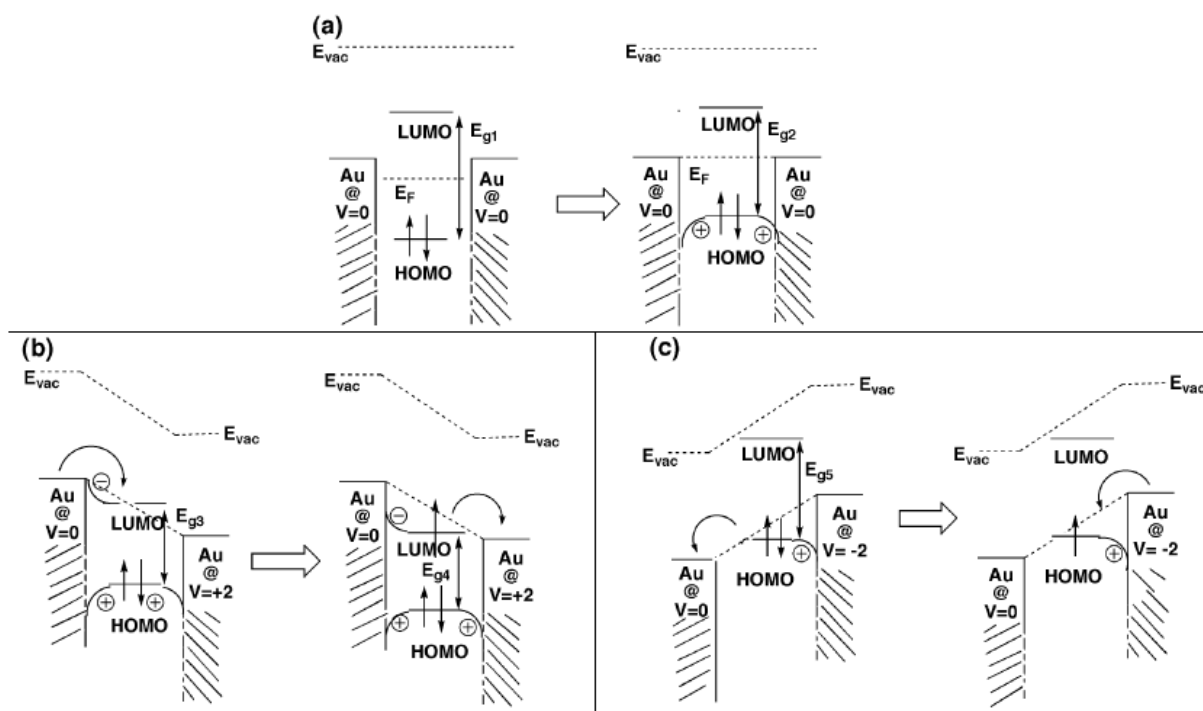 (a)
Evac
Evac
LUMO
Eg1
LUMO
Eg2
Au
@
V=0
EF
Au
@
V=0
HOMO
Au
@
V=0
EF
Au
@
V=0
HOMO
(b)
Evac
Evac
LUMO
Eg3
Au
@
V=0
Au
@
V=+2
HOMO
Evac
Evac
Au
@
V=0
LUMO
Eg4
Au
@
V=+2
HOMO
(c)
Evac
Evac
LUMO
Eg5
Au
@
V=0
Au
@
V= -2
HOMO
Evac
Evac
LUMO
Au
@
V=0
Au
@
V= -2
HOMO